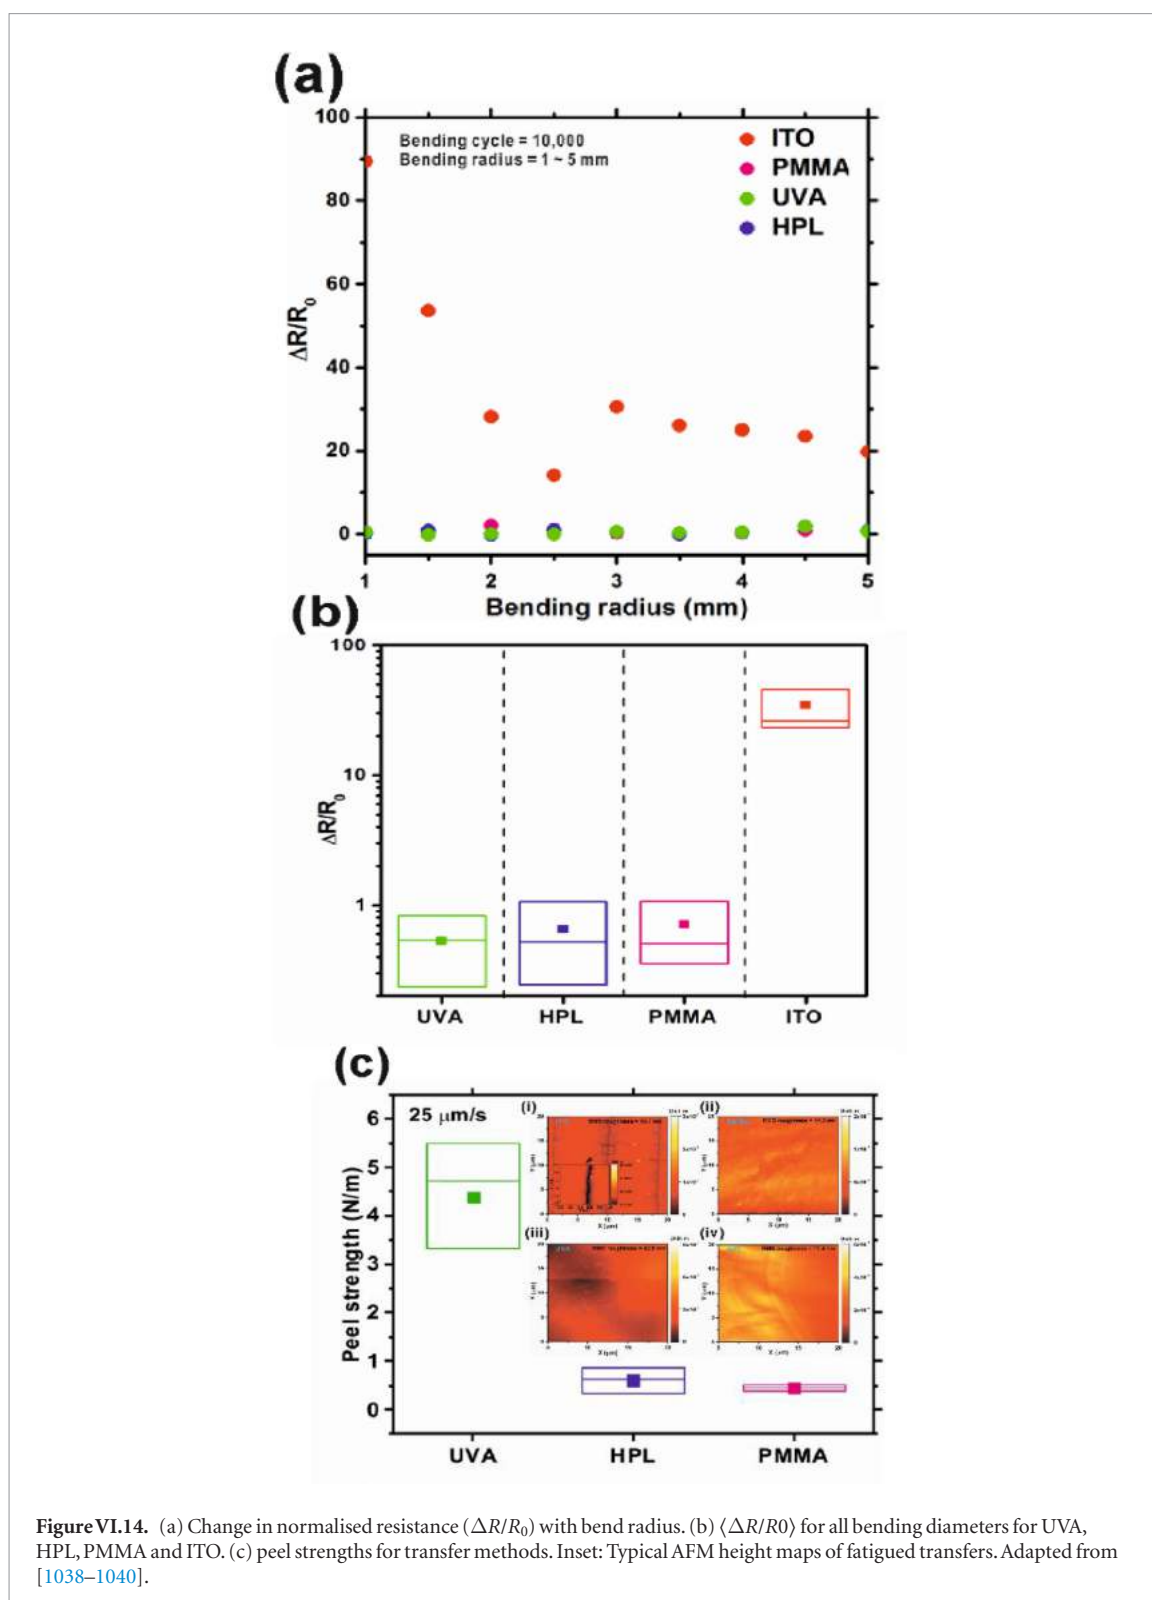 (a)
100
80
60
40
20
0
ΔR/R0
Bending cycle = 10,000
Bending radius = 1 ~ 5 mm
ITO
PMMA
UVA
HPL
1 2 3 4 5
Bending radius (mm)
(b)
100
10
1
ΔR/R0
UVA HPL PMMA ITO
(c)
25 μm/s
6
5
4
3
2
1
0
Peel strength (N/m)
(i)
(ii)
(iii)
(iv)
UVA HPL PMMA
Figure VI.14. (a) Change in normalised resistance (ΔR/R0) with bend radius. (b) ⟨ΔR/R0⟩ for all bending diameters for UVA,
HPL, PMMA and ITO. (c) peel strengths for transfer methods. Inset: Typical AFM height maps of fatigued transfers. Adapted from
[1038–1040].